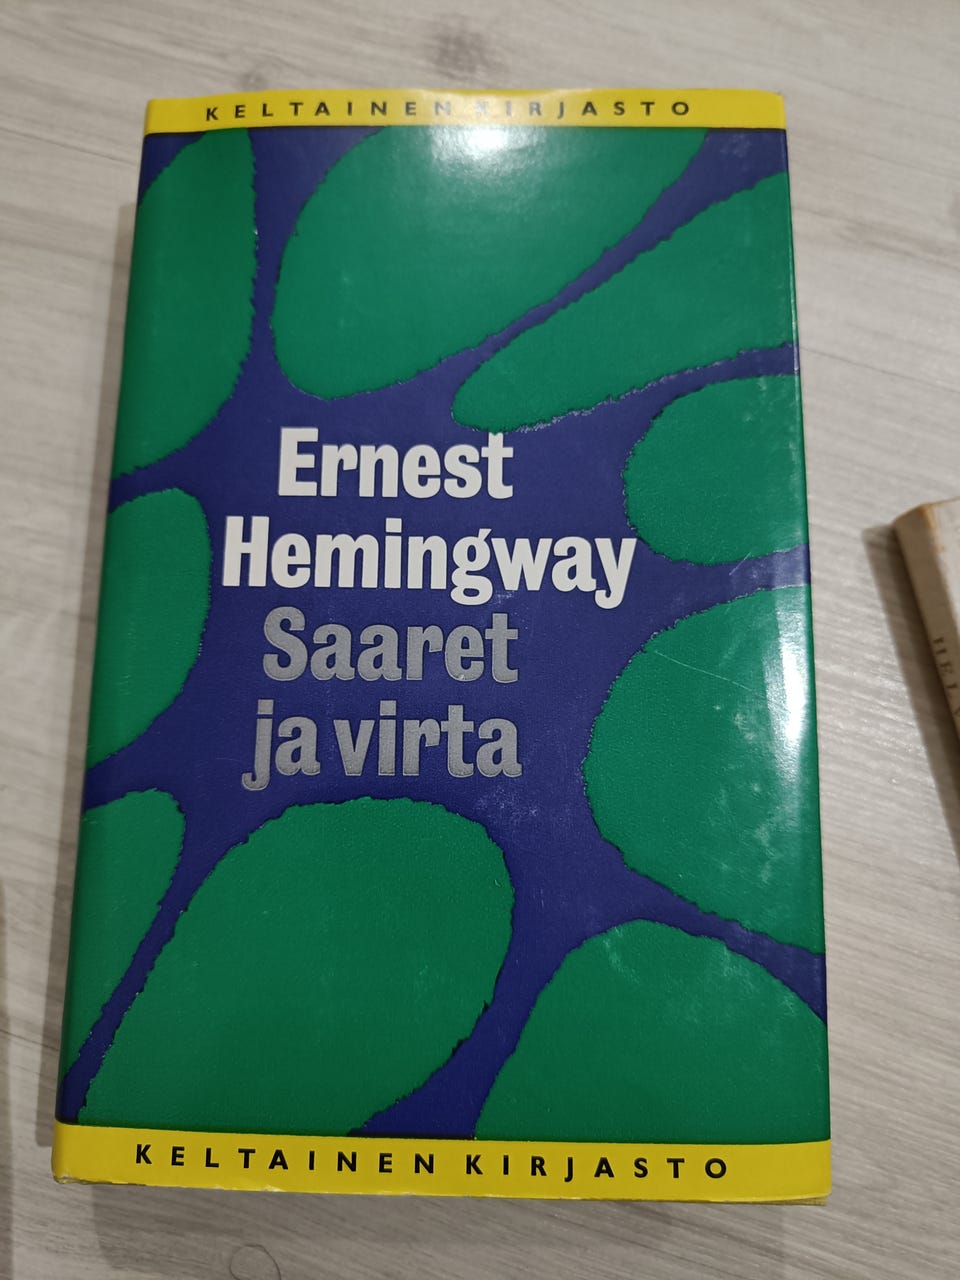 KELTAINEN KIRJASTO
Ernest
Hemingway
Saaret
ja virta
KELTAINEN KIRJASTO